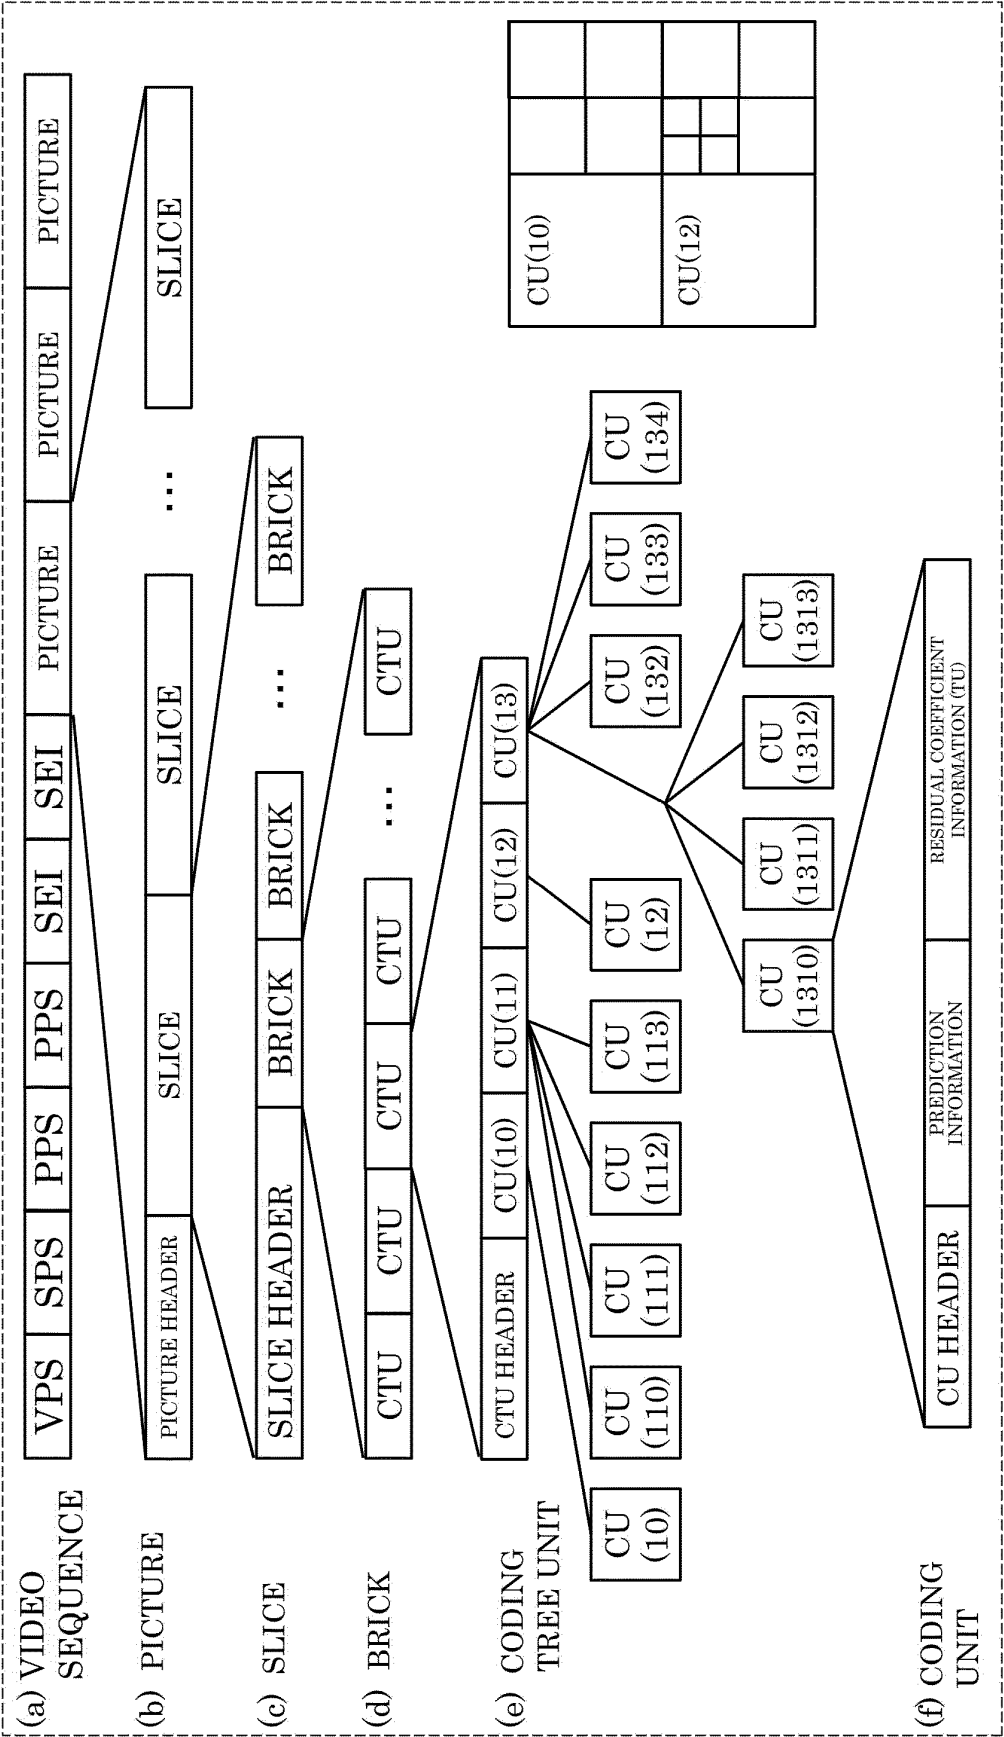 (a) VIDEO
SEQUENCE
VPS SPS PPS PPS SEI SEI PICTURE PICTURE PICTURE
(b) PICTURE
PICTURE HEADER SLICE SLICE ... SLICE
(c) SLICE
SLICE HEADER BRICK BRICK ... BRICK
(d) BRICK
CTU CTU CTU CTU ... CTU
(e) CODING
TREE UNIT
CTU HEADER CU(10) CU(11) CU(12) CU(13)
CU
(10)
CU
(110)
CU
(111)
CU
(112)
CU
(113)
CU
(12)
CU
(132)
CU
(133)
CU
(134)
CU(10)
CU(12)
CU
(1310)
CU
(1311)
CU
(1312)
CU
(1313)
(f) CODING
UNIT
CU HEADER
PREDICTION
INFORMATION
RESIDUAL COEFFICIENT
INFORMATION (TU)